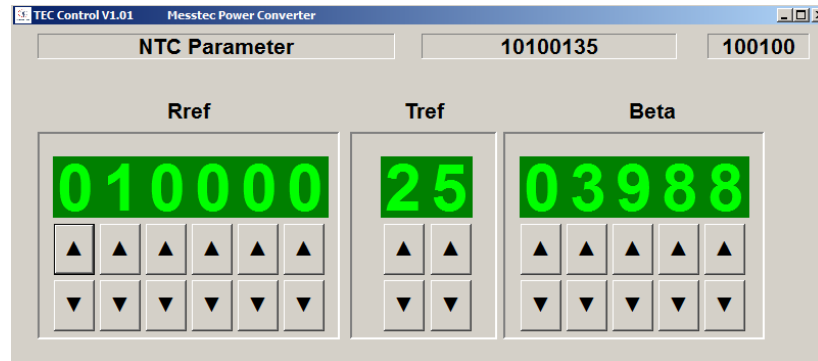 TEC Control V1.01 Messtec Power Converter
NTC Parameter 10100135 100100
Rref Tref Beta
010000 25 03988